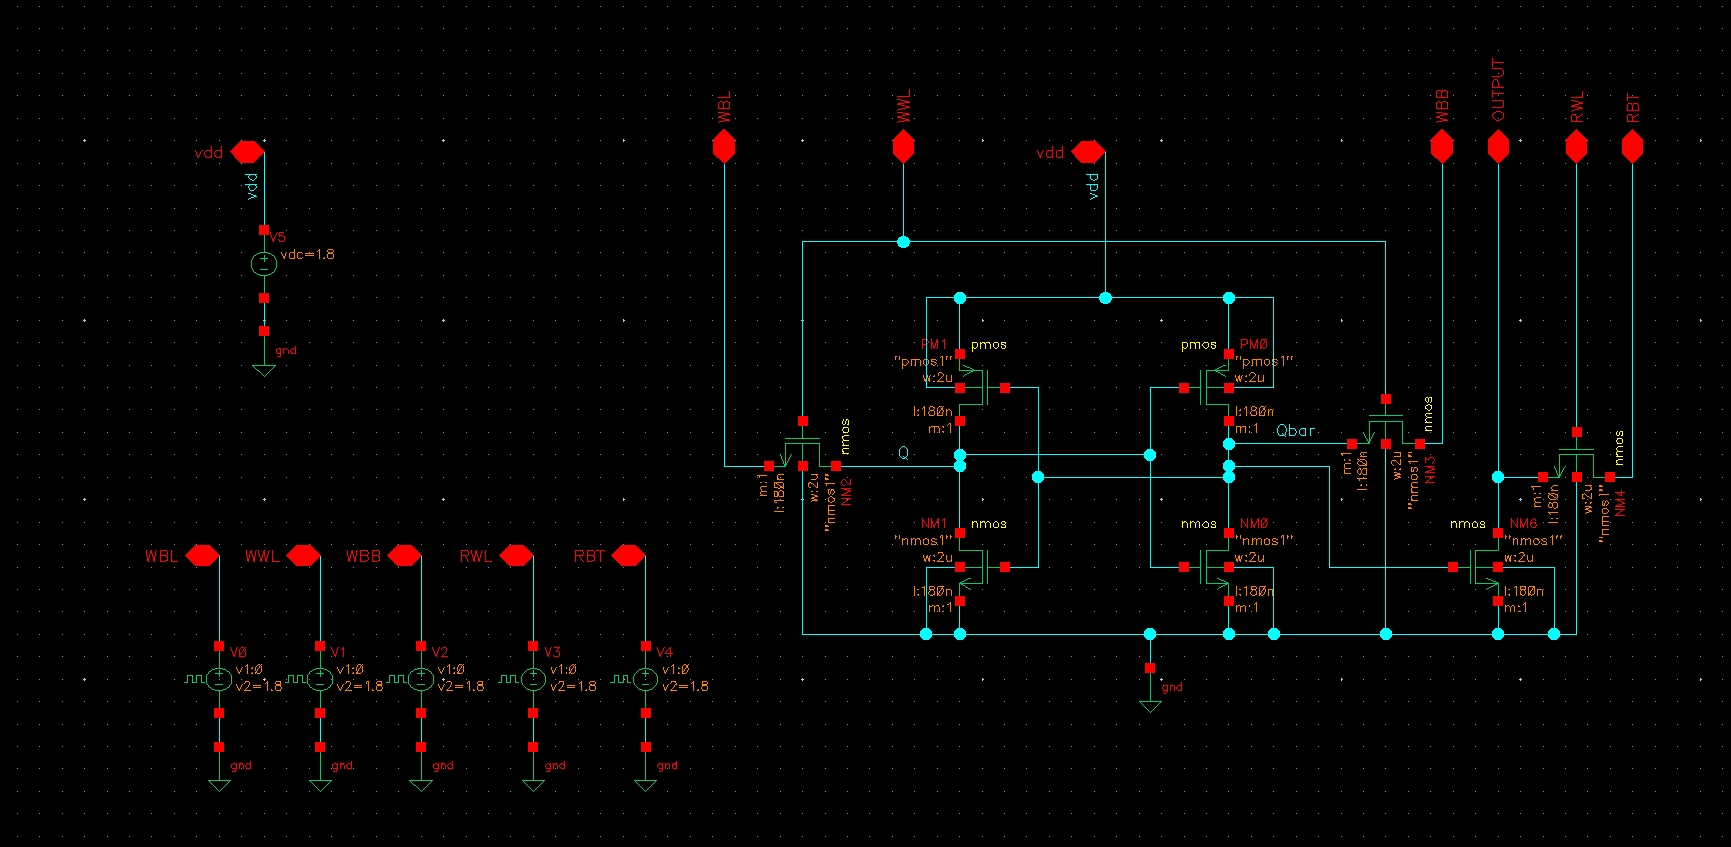 vdd
vdd
V5
vdc=1.8
gnd
WBL
WWL
vdd
vdd
WBB
OUTPUT
RWL
RBT
PM1
pmos
"pmos1"
w:2u
l:180n
m:1
pmos
PM0
"pmos1"
w:2u
l:180n
m:1
nmos
m:1
l:180n
w:2u
"nmos1"
NM2
Q
Qbar
nmos
m:1
l:180n
w:2u
"nmos1"
NM3
nmos
m:1
l:180n
w:2u
"nmos1"
NM4
NM1
nmos
"nmos1"
w:2u
l:180n
m:1
nmos
NM0
"nmos1"
w:2u
l:180n
m:1
nmos
NM6
"nmos1"
w:2u
l:180n
m:1
gnd
WBL
WWL
WBB
RWL
RBT
V0
v1:0
v2=1.8
gnd
V1
v1:0
v2=1.8
gnd
V2
v1:0
v2=1.8
gnd
V3
v1:0
v2=1.8
gnd
V4
v1:0
v2=1.8
gnd